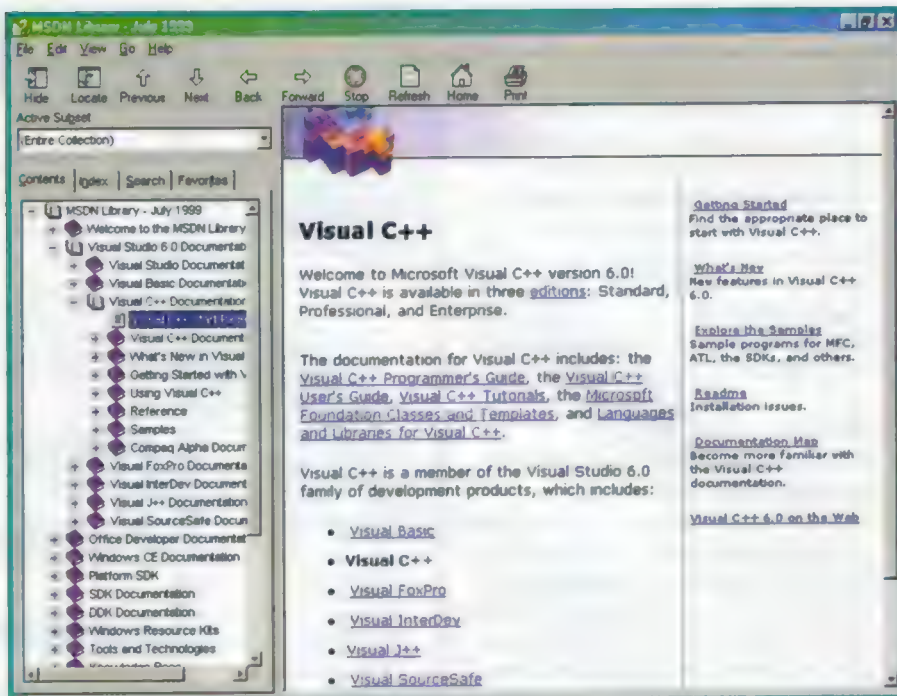 MSDN Library - July 1999
File Edit View Go Help
Hide Locate Previous Next Back Forward Stop Refresh Home Print
Active Subset
(Entire Collection)
Contents Index Search Favorites
MSDN Library - July 1999
Welcome to the MSDN Library
Visual Studio 6.0 Documentat
Visual Studio Documentat
Visual Basic Documentati
Visual C++ Documentation
Visual C++ Document
What's New in Visual
Getting Started with V
Using Visual C++
Reference
Samples
Compaq Alpha Docum
Visual FoxPro Documenta
Visual InterDev Document
Visual J++ Documentation
Visual SourceSafe Docun
Office Developer Documentat
Windows CE Documentation
Platform SDK
SDK Documentation
DDK Documentation
Windows Resource Kits
Tools and Technologies
Knowledge Base
Visual C++
Welcome to Microsoft Visual C++ version 6.0!
Visual C++ is available in three editions: Standard,
Professional, and Enterprise.
The documentation for Visual C++ includes: the
Visual C++ Programmer's Guide, the Visual C++
User's Guide, Visual C++ Tutorials, the Microsoft
Foundation Classes and Templates, and Languages
and Libraries for Visual C++.
Visual C++ is a member of the Visual Studio 6.0
family of development products, which includes:
• Visual Basic
• Visual C++
• Visual FoxPro
• Visual InterDev
• Visual J++
• Visual SourceSafe
Getting Started
Find the appropriate place to
start with Visual C++.
What's New
New features in Visual C++
6.0.
Explore the Samples
Sample programs for MFC,
ATL, the SDKs, and others.
Readme
Installation issues.
Documentation Map
Become more familiar with
the Visual C++
documentation.
Visual C++ 6.0 on the Web